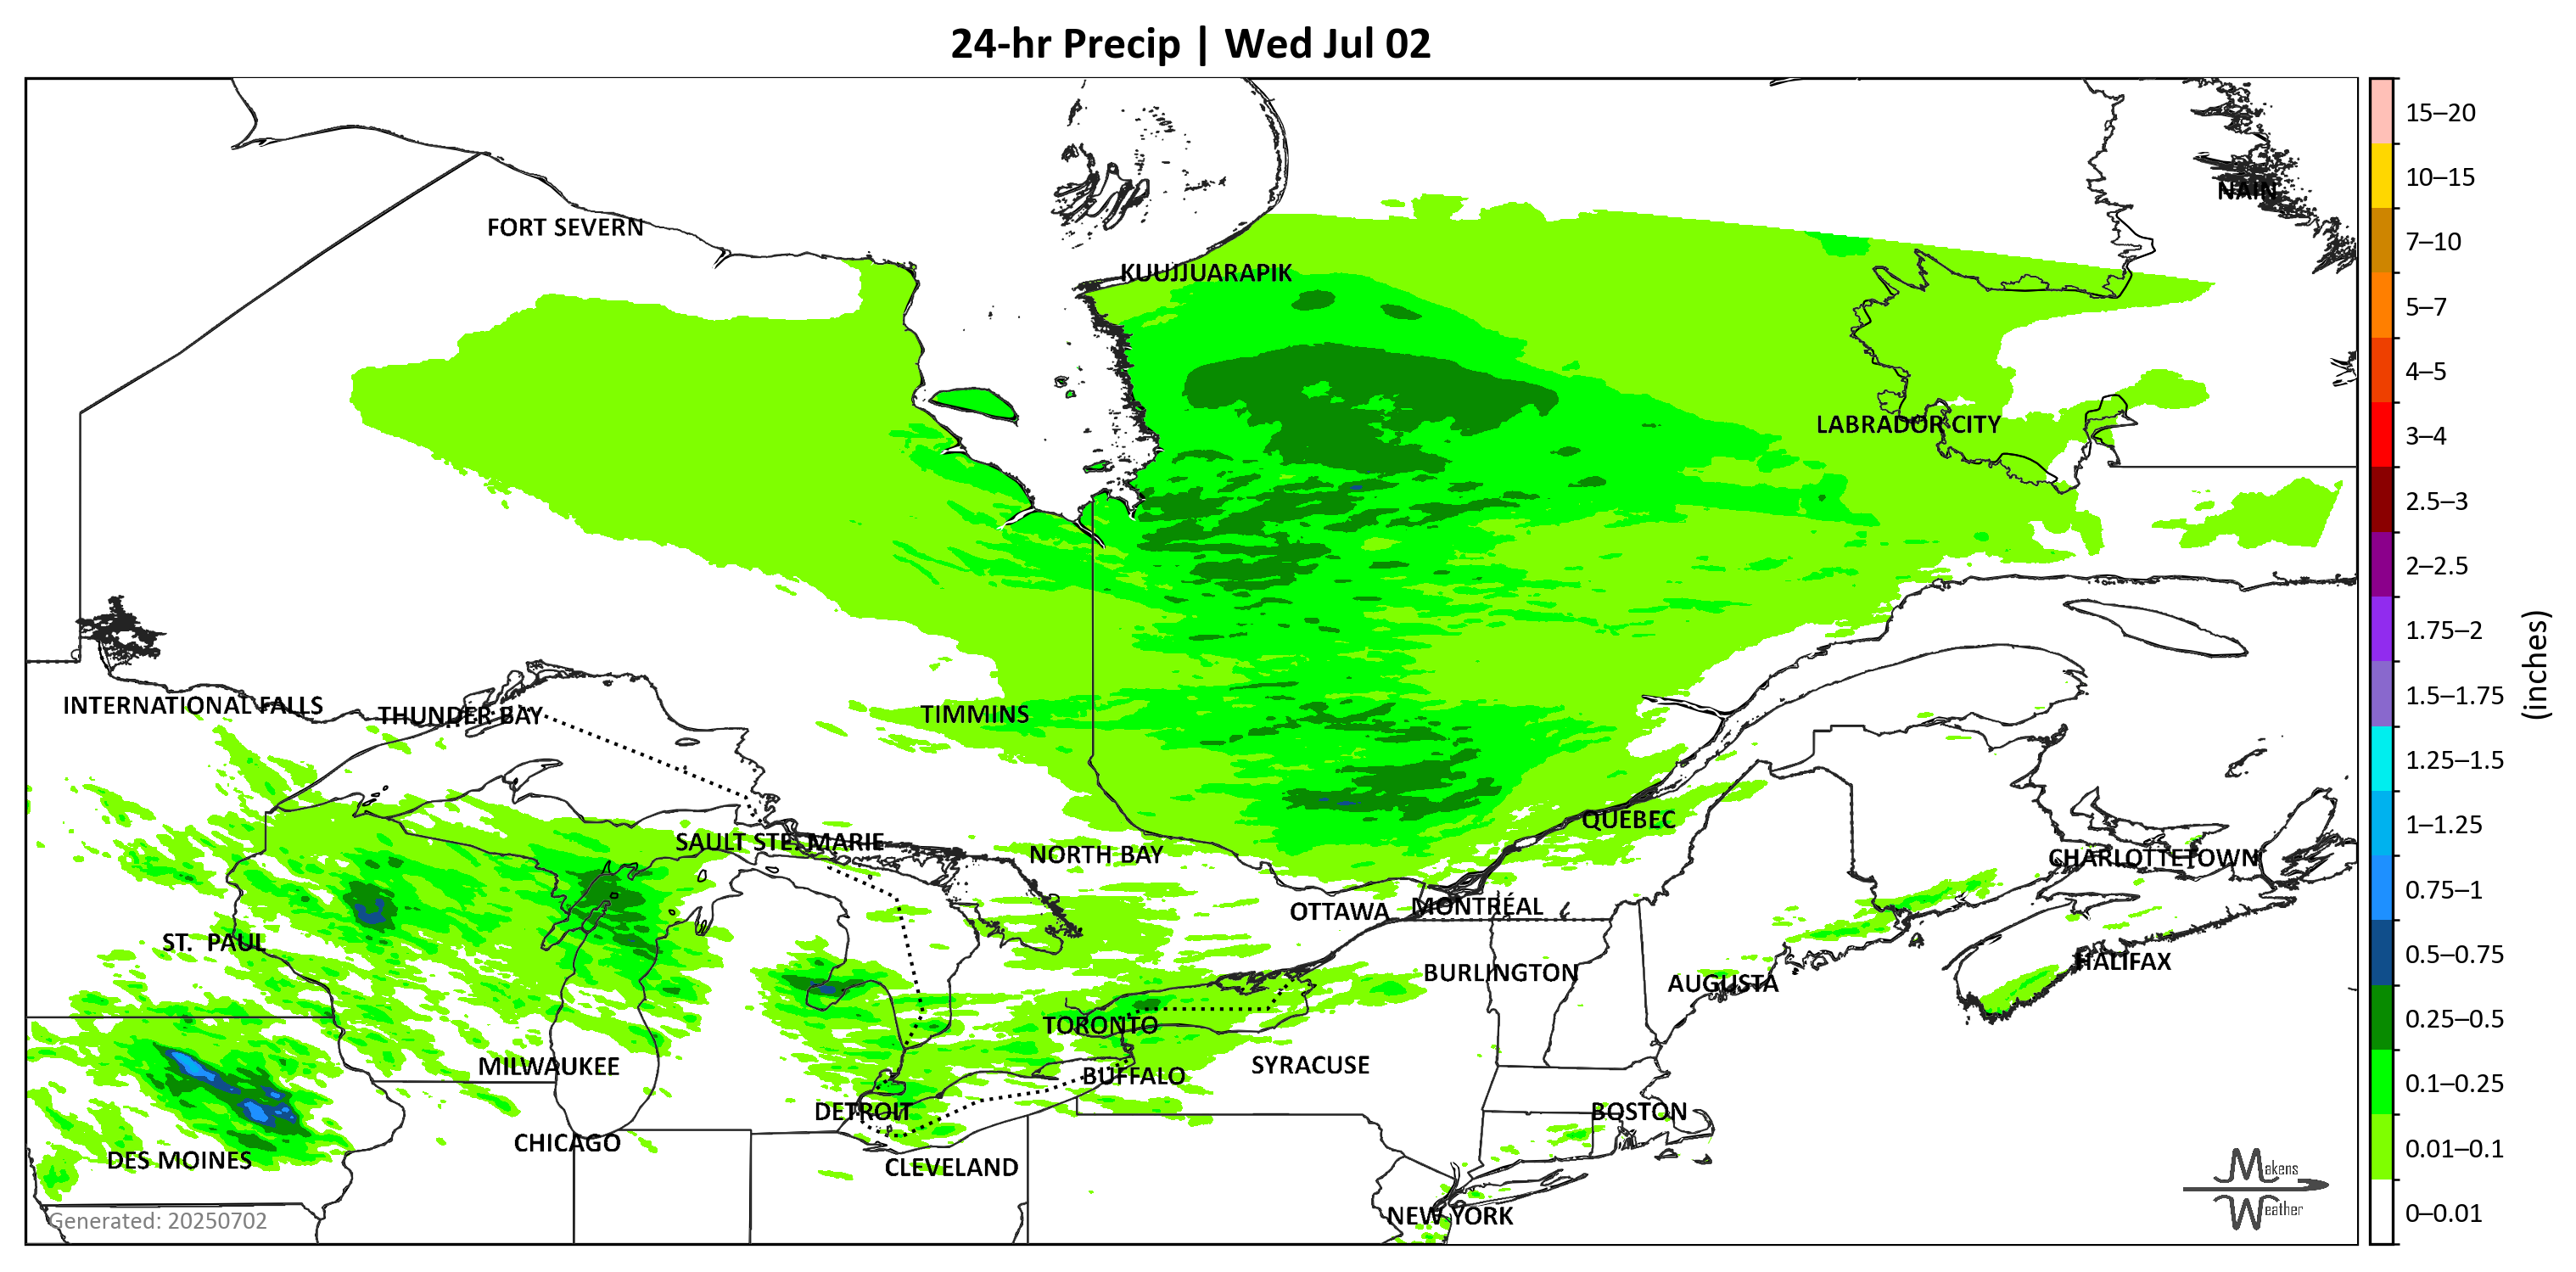 24-hr Precip | Wed Jul 02
NAIN
FORT SEVERN
KUUJJUARAPIK
LABRADOR CITY
INTERNATIONAL FALLS
THUNDER BAY
TIMMINS
QUEBEC
SAULT STE. MARIE
NORTH BAY
CHARLOTTETOWN
OTTAWA
MONTRÉAL
ST. PAUL
HALIFAX
BURLINGTON
AUGUSTA
TORONTO
MILWAUKEE
SYRACUSE
BUFFALO
DETROIT
BOSTON
CHICAGO
DES MOINES
CLEVELAND
NEW YORK
Generated: 20250702
Makens
Weather
15–20
10–15
7–10
5–7
4–5
3–4
2.5–3
2–2.5
1.75–2
1.5–1.75
1.25–1.5
1–1.25
0.75–1
0.5–0.75
0.25–0.5
0.1–0.25
0.01–0.1
0–0.01
(inches)